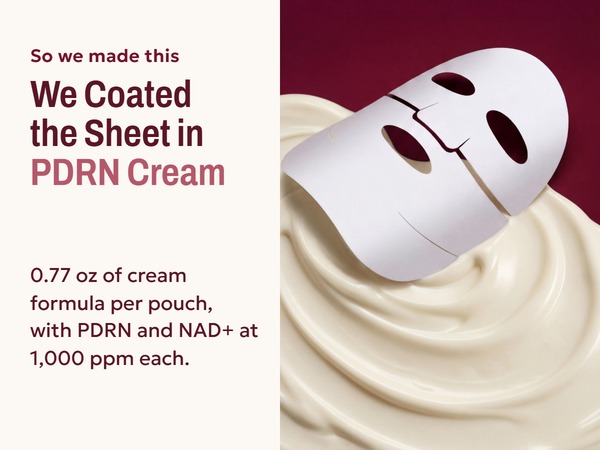 So we made this
We Coated
the Sheet in
PDRN Cream
0.77 oz of cream
formula per pouch,
with PDRN and NAD+ at
1,000 ppm each.